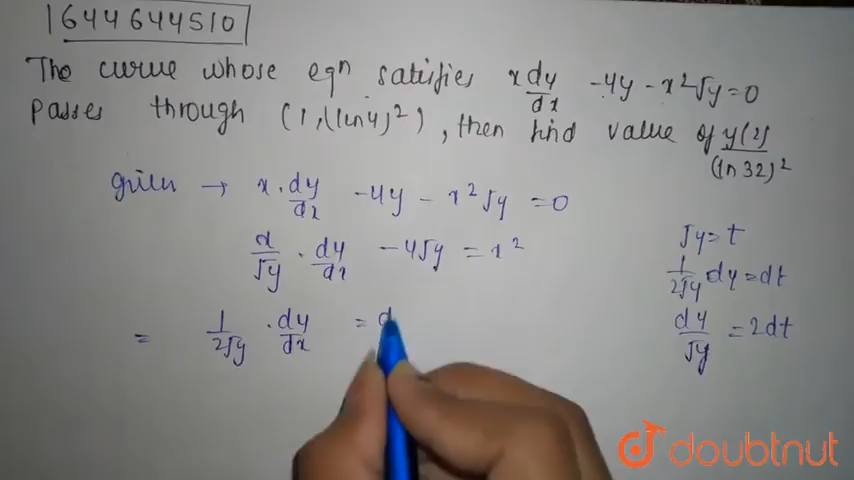 1644644510
The curve whose eqⁿ satisfies x dy/dx - 4y - x²√y = 0
Passes through (1,(ln4)²), then find value of y(2)/(ln 32)²
given → x · dy/dx - 4y - x²√y = 0
x/√y · dy/dx - 4√y = x²
= 1/2√y · dy/dx = d
√y = t
1/2√y dy = dt
dy/√y = 2dt
doubtnut